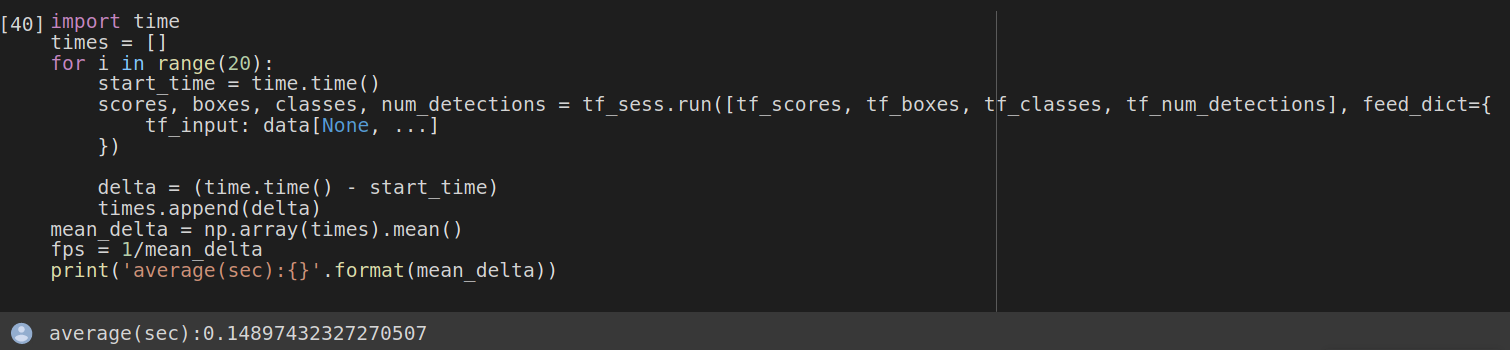 [40] import time
times = []
for i in range(20):
    start_time = time.time()
    scores, boxes, classes, num_detections = tf_sess.run([tf_scores, tf_boxes, tf_classes, tf_num_detections], feed_dict={
        tf_input: data[None, ...]
    })
    delta = (time.time() - start_time)
    times.append(delta)
mean_delta = np.array(times).mean()
fps = 1/mean_delta
print('average(sec):{}'.format(mean_delta))
average(sec):0.14897432327270507